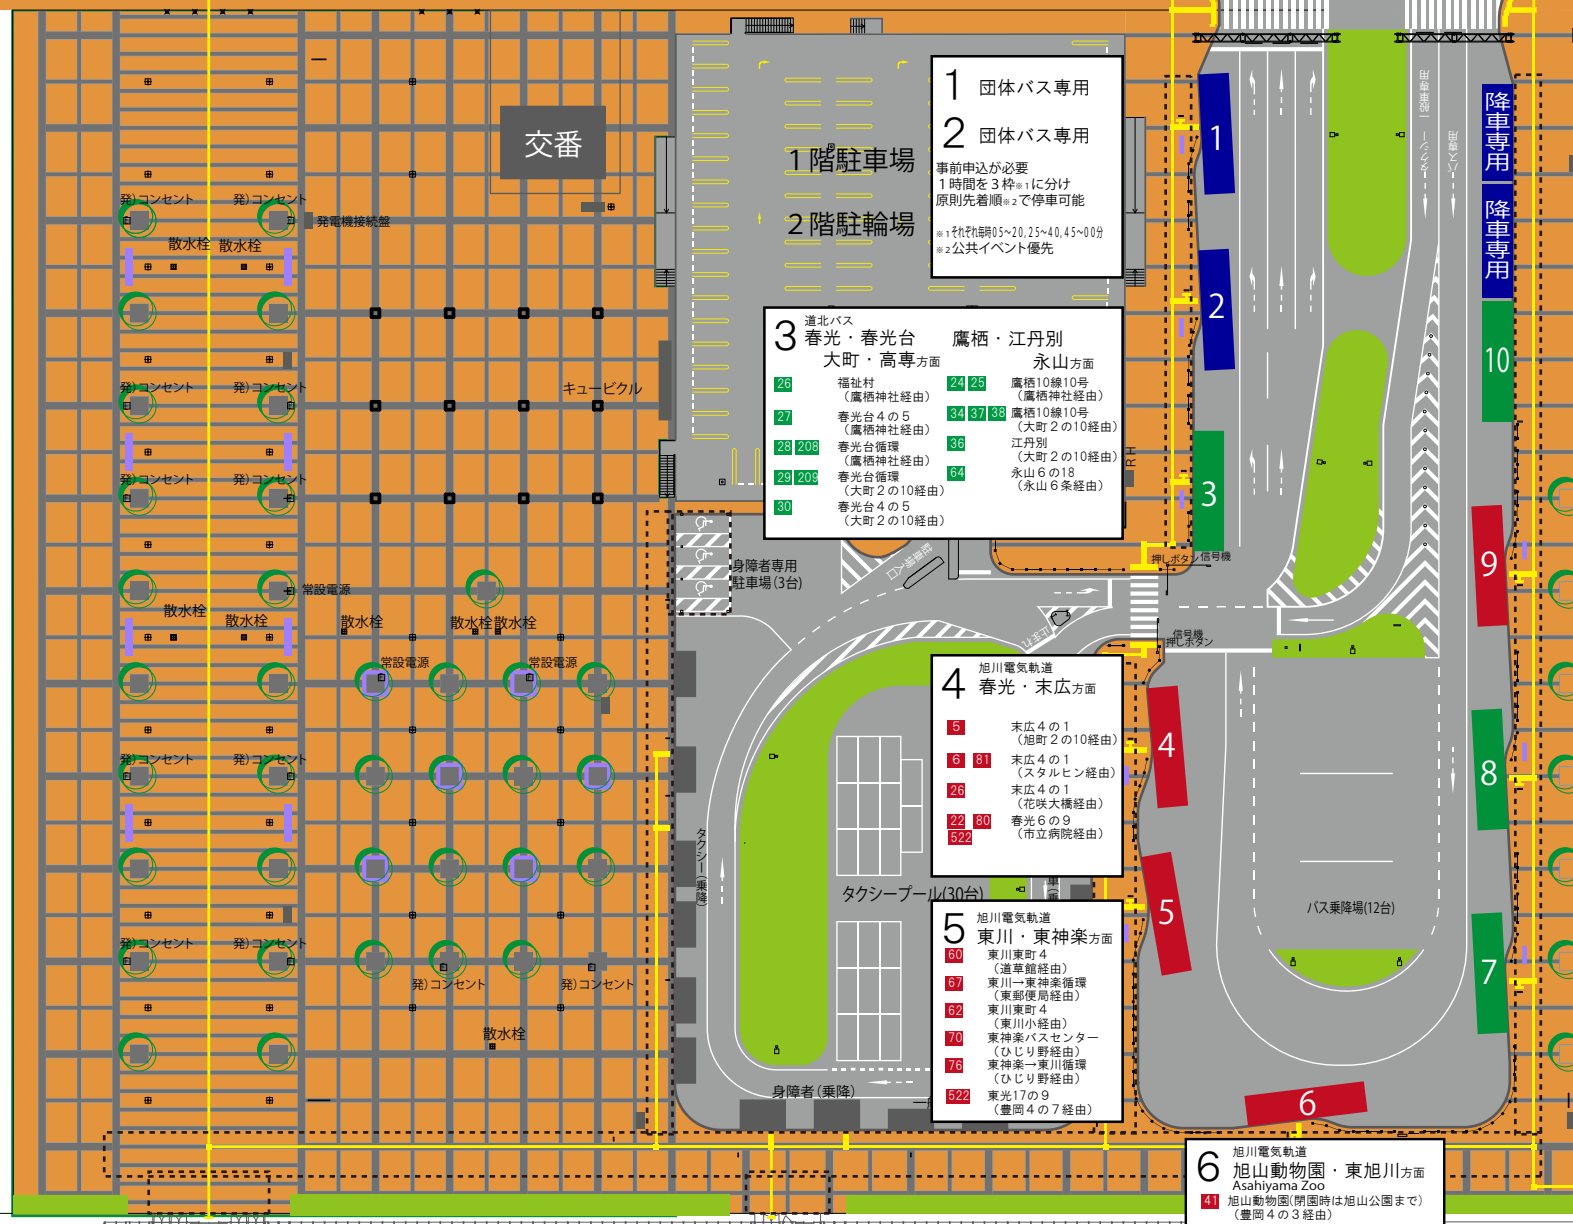 交番
1階駐車場
2階駐輪場
1 団体バス専用
2 団体バス専用
事前申込が必要
1時間を3枠※1に分け
原則先着順※2で停車可能
※1それぞれ毎時05～20,25～40,45～00分
※2公共イベント優先
タクシー 一般車専用
バス専用
降車専用
降車専用
1
2
3
4
5
6
7
8
9
10
発)コンセント
発)コンセント
発電機接続盤
散水栓
散水栓
発)コンセント
発)コンセント
キュービクル
発)コンセント
発)コンセント
常設電源
散水栓
散水栓
散水栓
散水栓
散水栓
常設電源
常設電源
発)コンセント
発)コンセント
発)コンセント
発)コンセント
発)コンセント
発)コンセント
散水栓
3 道北バス
春光・春光台
大町・高専方面
26 福祉村
(鷹栖神社経由)
27 春光台4の5
(鷹栖神社経由)
28 208 春光台循環
(鷹栖神社経由)
29 209 春光台循環
(大町2の10経由)
30 春光台4の5
(大町2の10経由)
鷹栖・江丹別
永山方面
24 25 鷹栖10線10号
(鷹栖神社経由)
34 37 38 鷹栖10線10号
(大町2の10経由)
36 江丹別
(大町2の10経由)
64 永山6の18
(永山6条経由)
RH
身障者専用
駐車場(3台)
駐車場入口
止まれ
押しボタン
信号機
信号機
押しボタン
4 旭川電気軌道
春光・末広方面
5 末広4の1
(旭町2の10経由)
6 81 末広4の1
(スタルヒン経由)
26 末広4の1
(花咲大橋経由)
22 80 522 春光6の9
(市立病院経由)
タクシー(乗降)
タクシープール(30台)
バス乗降場(12台)
身障者(乗降)
5 旭川電気軌道
東川・東神楽方面
60 東川東町4
(道草館経由)
67 東川→東神楽循環
(東郵便局経由)
62 東川東町4
(東川小経由)
70 東神楽バスセンター
(ひじり野経由)
76 東神楽→東川循環
(ひじり野経由)
522 東光17の9
(豊岡4の7経由)
6 旭川電気軌道
旭山動物園・東旭川方面
Asahiyama Zoo
41 旭山動物園(閉園時は旭山公園まで)
(豊岡4の3経由)